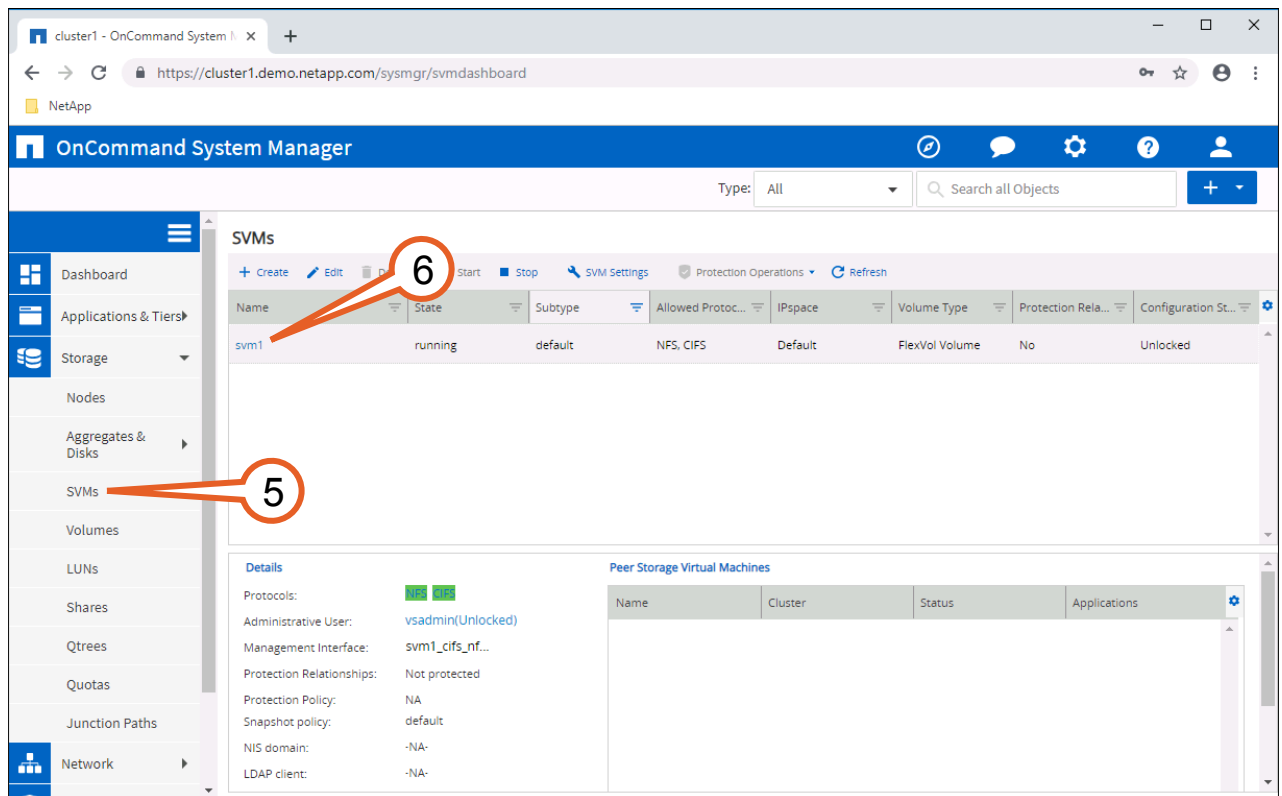 cluster1 - OnCommand System
https://cluster1.demo.netapp.com/sysmgr/svmdashboard
NetApp
OnCommand System Manager
Type: All Search all Objects
SVMs
Create Edit Start Stop SVM Settings Protection Operations Refresh
6
Name State Subtype Allowed Protoc... IPspace Volume Type Protection Rela... Configuration St...
svm1 running default NFS, CIFS Default FlexVol Volume No Unlocked
Dashboard
Applications & Tiers
Storage
Nodes
Aggregates &
Disks
SVMs
5
Volumes
LUNs
Shares
Qtrees
Quotas
Junction Paths
Network
Details
Protocols: NFS CIFS
Administrative User: vsadmin(Unlocked)
Management Interface: svm1_cifs_nf...
Protection Relationships: Not protected
Protection Policy: NA
Snapshot policy: default
NIS domain: -NA-
LDAP client: -NA-
Peer Storage Virtual Machines
Name Cluster Status Applications